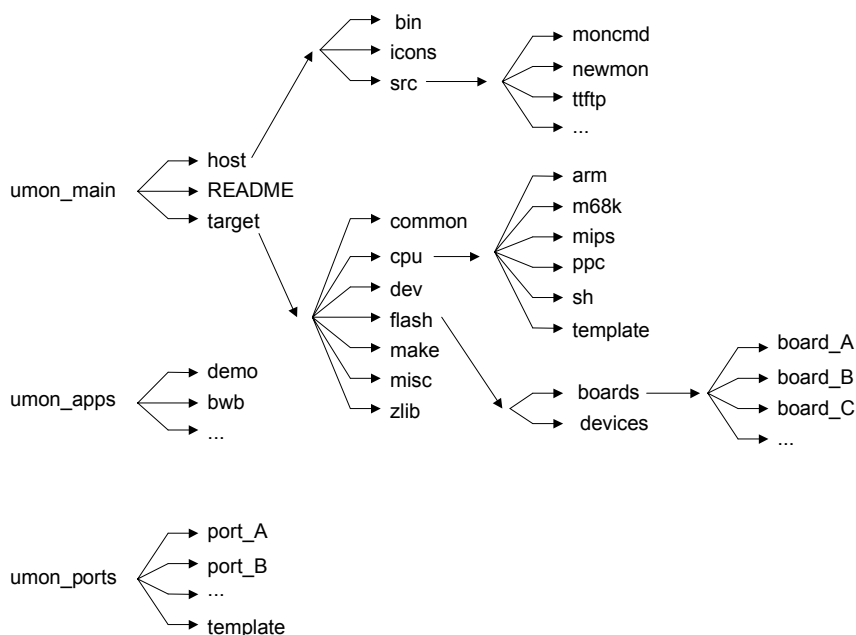 bin
icons
src
moncmd
newmon
ttftp
...
umon_main
host
README
target
common
cpu
dev
flash
make
misc
zlib
arm
m68k
mips
ppc
sh
template
boards
devices
board_A
board_B
board_C
...
umon_apps
demo
bwb
...
umon_ports
port_A
port_B
...
template